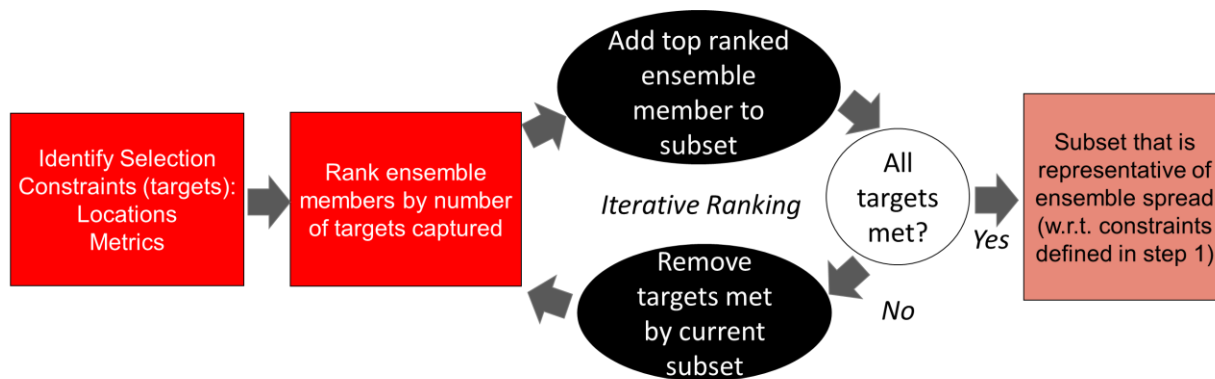 Identify Selection
Constraints (targets):
Locations
Metrics
Rank ensemble
members by number
of targets captured
Add top ranked
ensemble
member to
subset
Iterative Ranking
All
targets
met?
Yes
No
Remove
targets met
by current
subset
Subset that is
representative of
ensemble spread
(w.r.t. constraints
defined in step 1)